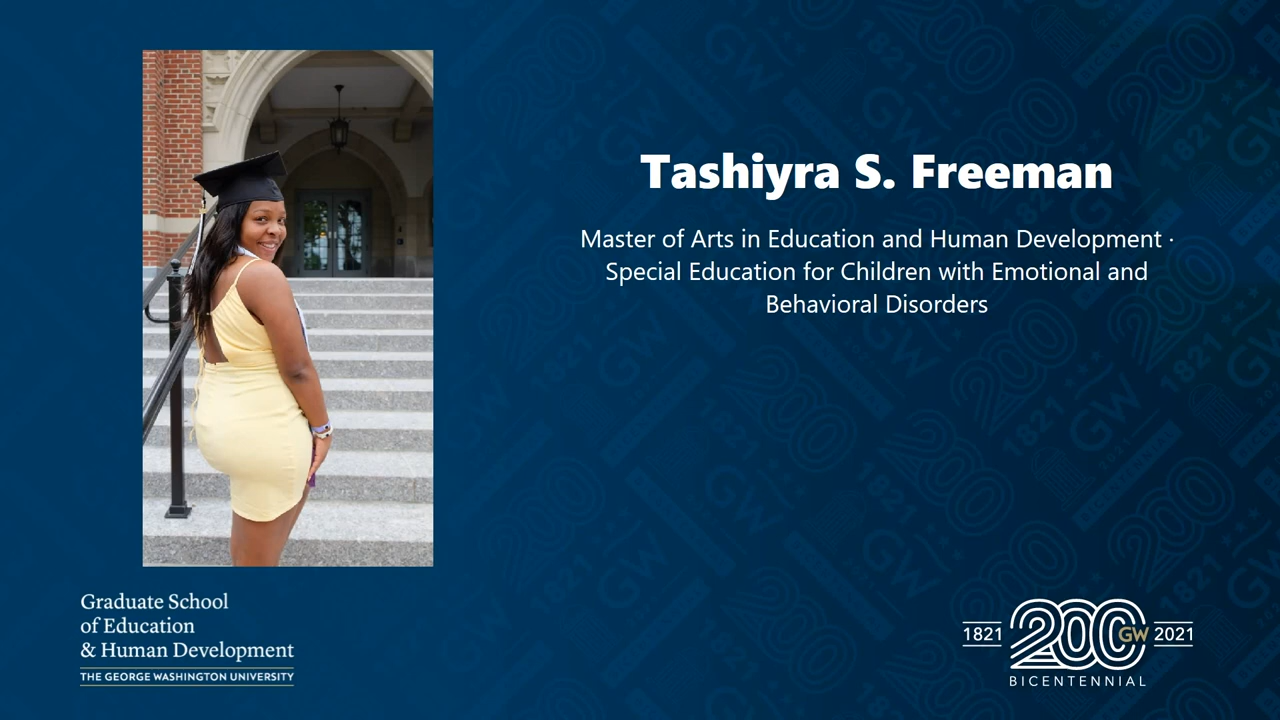 Tashiyra S. Freeman
Master of Arts in Education and Human Development ·
Special Education for Children with Emotional and
Behavioral Disorders
Graduate School
of Education
& Human Development
THE GEORGE WASHINGTON UNIVERSITY
1821 200 GW 2021
BICENTENNIAL